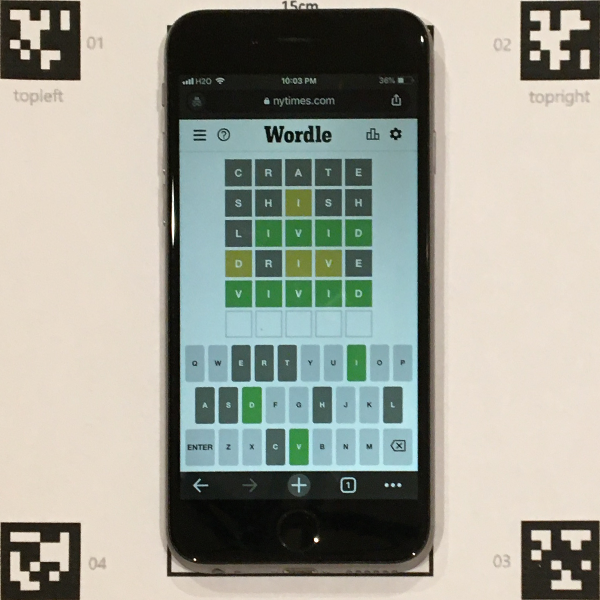 15cm
01
02
topleft
topright
H2O
10:03 PM
36%
nytimes.com
Wordle
C R A T E
S H I S H
L I V I D
D R I V E
V I V I D
Q W E R T Y U I O P
A S D F G H J K L
ENTER Z X C V B N M
1
04
03